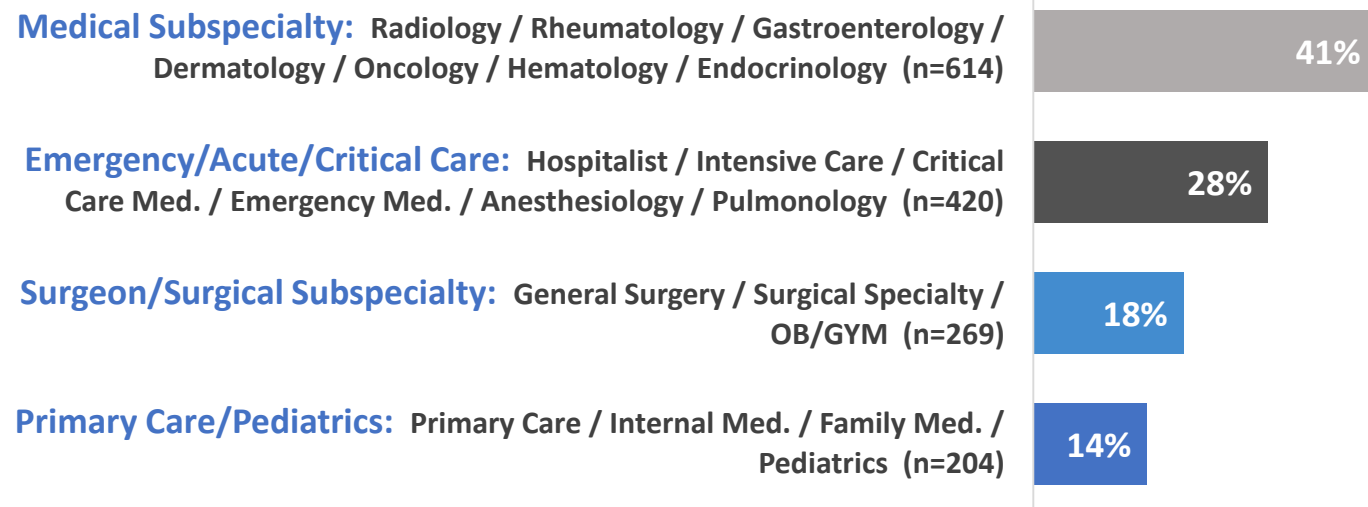 Medical Subspecialty: Radiology / Rheumatology / Gastroenterology /
Dermatology / Oncology / Hematology / Endocrinology (n=614)
41%
Emergency/Acute/Critical Care: Hospitalist / Intensive Care / Critical
Care Med. / Emergency Med. / Anesthesiology / Pulmonology (n=420)
28%
Surgeon/Surgical Subspecialty: General Surgery / Surgical Specialty /
OB/GYM (n=269)
18%
Primary Care/Pediatrics: Primary Care / Internal Med. / Family Med. /
Pediatrics (n=204)
14%